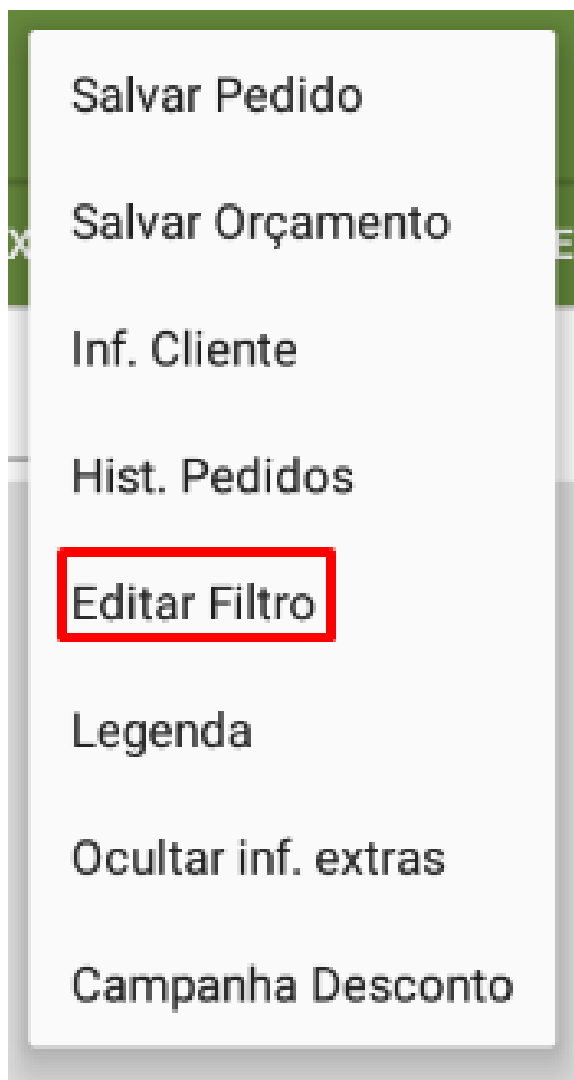 Salvar Pedido
Salvar Orçamento
Inf. Cliente
Hist. Pedidos
Editar Filtro
Legenda
Ocultar inf. extras
Campanha Desconto